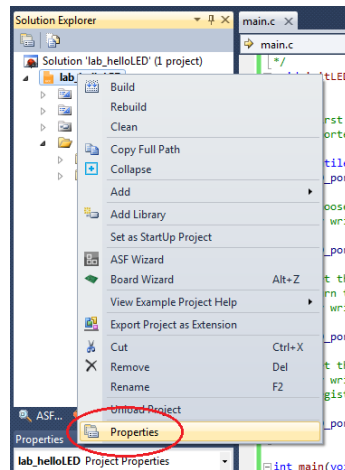 Solution Explorer
main.c
main.c
Solution 'lab_helloLED' (1 project)
*/
Build
Rebuild
Clean
Copy Full Path
Collapse
Add
Add Library
Set as StartUp Project
ASF Wizard
Board Wizard Alt+Z
View Example Project Help
Export Project as Extension
Cut Ctrl+X
Remove Del
Rename F2
Unload Project
Properties
ASF...
Properties
lab_helloLED Project Properties
int main(voi